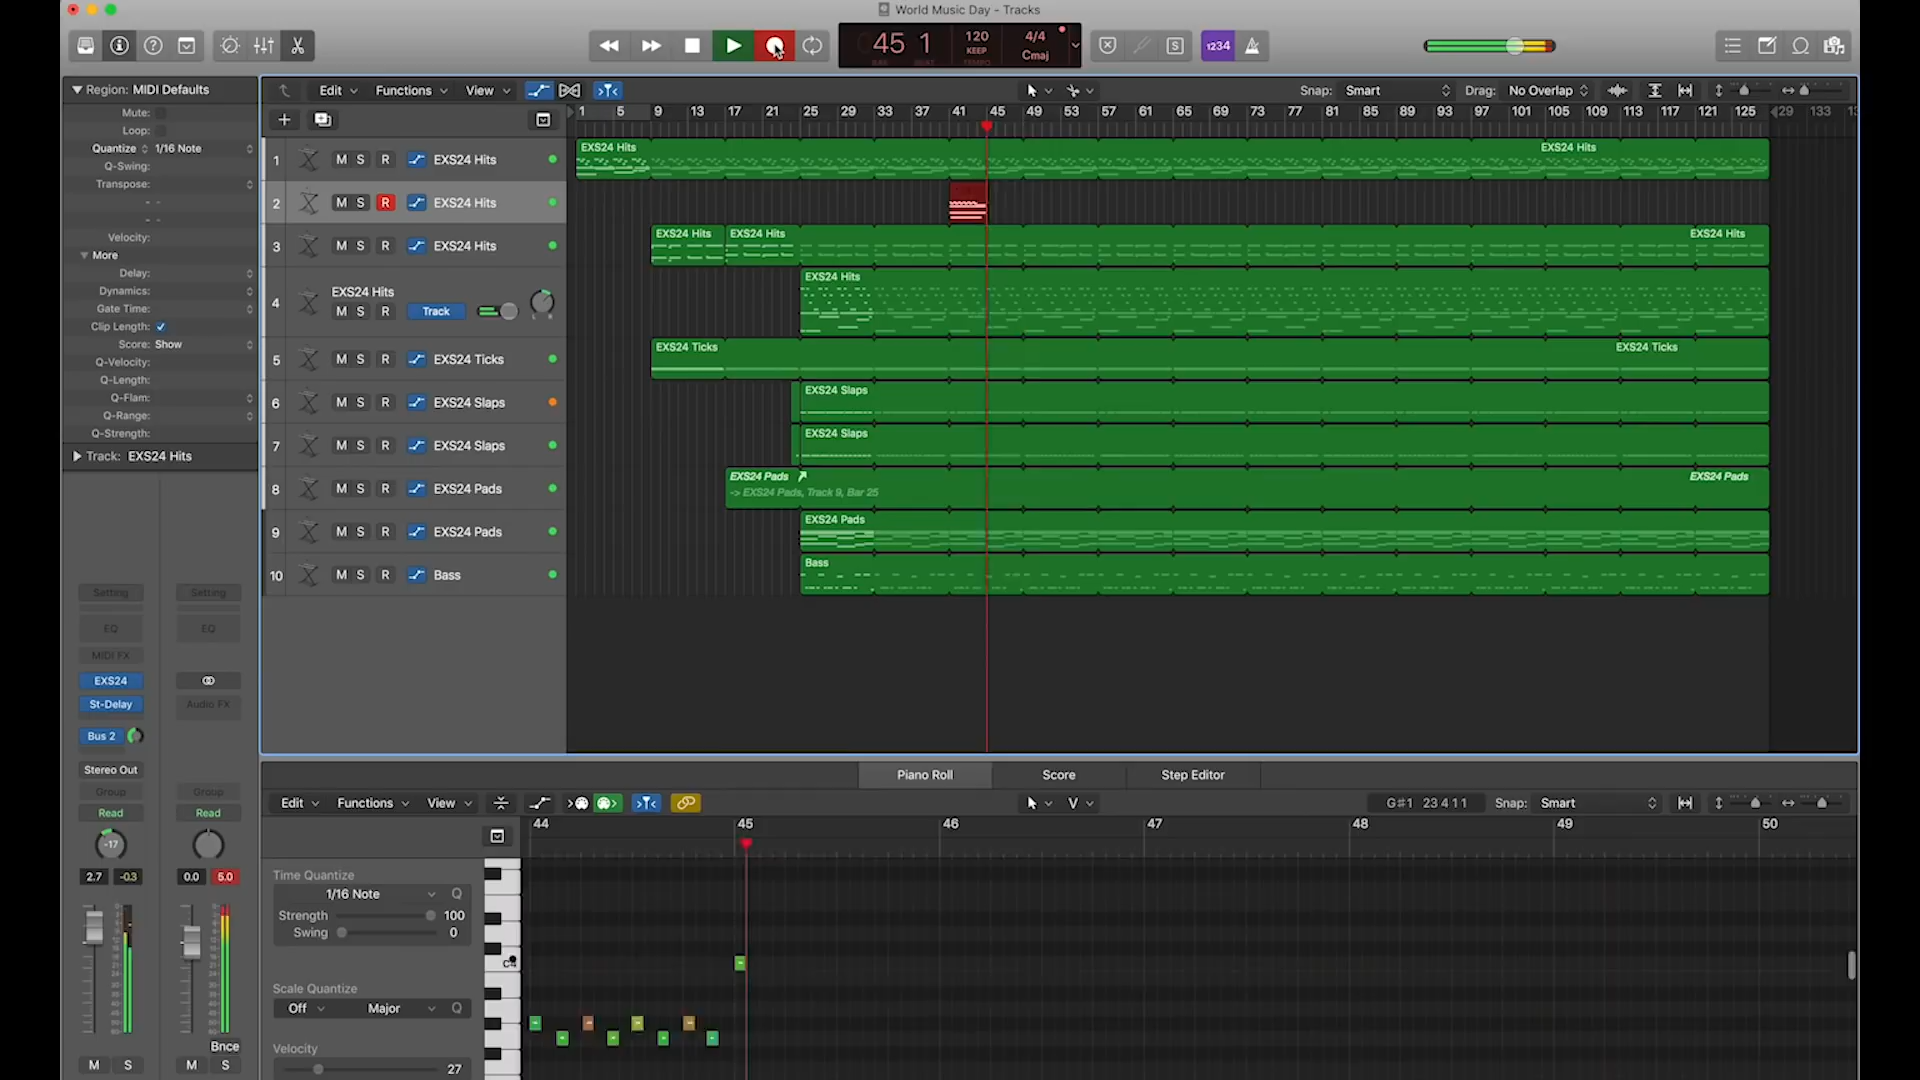 World Music Day - Tracks
45 1
120
KEEP
TEMPO
4/4
Cmaj
BAR
BEAT
S
1234
Region: MIDI Defaults
Mute:
Loop:
Quantize 1/16 Note
Q-Swing:
Transpose:
Velocity:
More
Delay:
Dynamics:
Gate Time:
Clip Length:
Score: Show
Q-Velocity:
Q-Length:
Q-Flam:
Q-Range:
Q-Strength:
Track: EXS24 Hits
Edit Functions View
Snap: Smart
Drag: No Overlap
1 5 9 13 17 21 25 29 33 37 41 45 49 53 57 61 65 69 73 77 81 85 89 93 97 101 105 109 113 117 121 125 129 133
1 M S R EXS24 Hits
2 M S R EXS24 Hits
3 M S R EXS24 Hits
4 EXS24 Hits
M S R Track
L R
5 M S R EXS24 Ticks
6 M S R EXS24 Slaps
7 M S R EXS24 Slaps
8 M S R EXS24 Pads
9 M S R EXS24 Pads
10 M S R Bass
EXS24 Hits EXS24 Hits
EXS24 Hits EXS24 Hits EXS24 Hits
EXS24 Hits
EXS24 Ticks EXS24 Ticks
EXS24 Slaps
EXS24 Slaps
EXS24 Pads EXS24 Pads
-> EXS24 Pads, Track 9, Bar 25
EXS24 Pads
Bass
Setting Setting
EQ EQ
MIDI FX
EXS24
St-Delay Audio FX
Bus 2
Stereo Out
Group Group
Read Read
-17
2.7 -0.3 0.0 5.0
Bnce
M S M S
Piano Roll Score Step Editor
Edit Functions View
V
G#1 23 4 1 1
Snap: Smart
44 45 46 47 48 49 50
Time Quantize
1/16 Note Q
Strength 100
Swing 0
Scale Quantize
Off Major Q
Velocity
27
C4